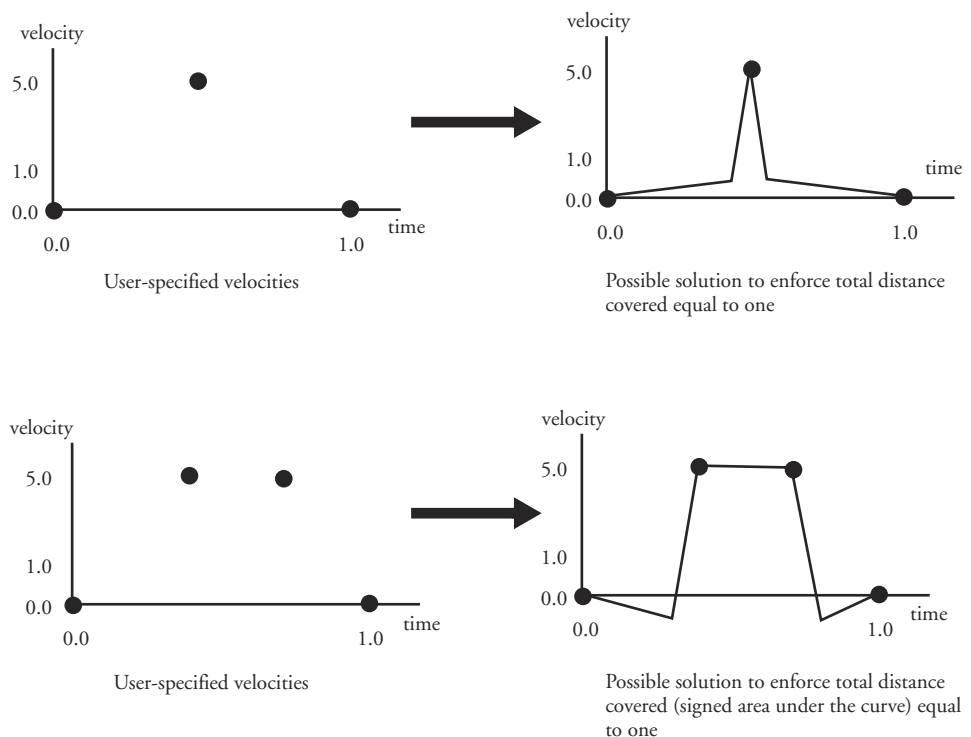 velocity
5.0
1.0
0.0
time
0.0
1.0
User-specified velocities
velocity
5.0
1.0
time
0.0
0.0
1.0
Possible solution to enforce total distance
covered equal to one
velocity
5.0
1.0
0.0
time
0.0
1.0
User-specified velocities
velocity
5.0
1.0
0.0
time
0.0
1.0
Possible solution to enforce total distance
covered (signed area under the curve) equal
to one